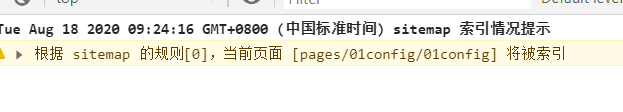 top
Filter
Default leve
Tue Aug 18 2020 09:24:16 GMT+0800 (中国标准时间) sitemap 索引情况提示
根据 sitemap 的规则[0]，当前页面 [pages/01config/01config] 将被索引